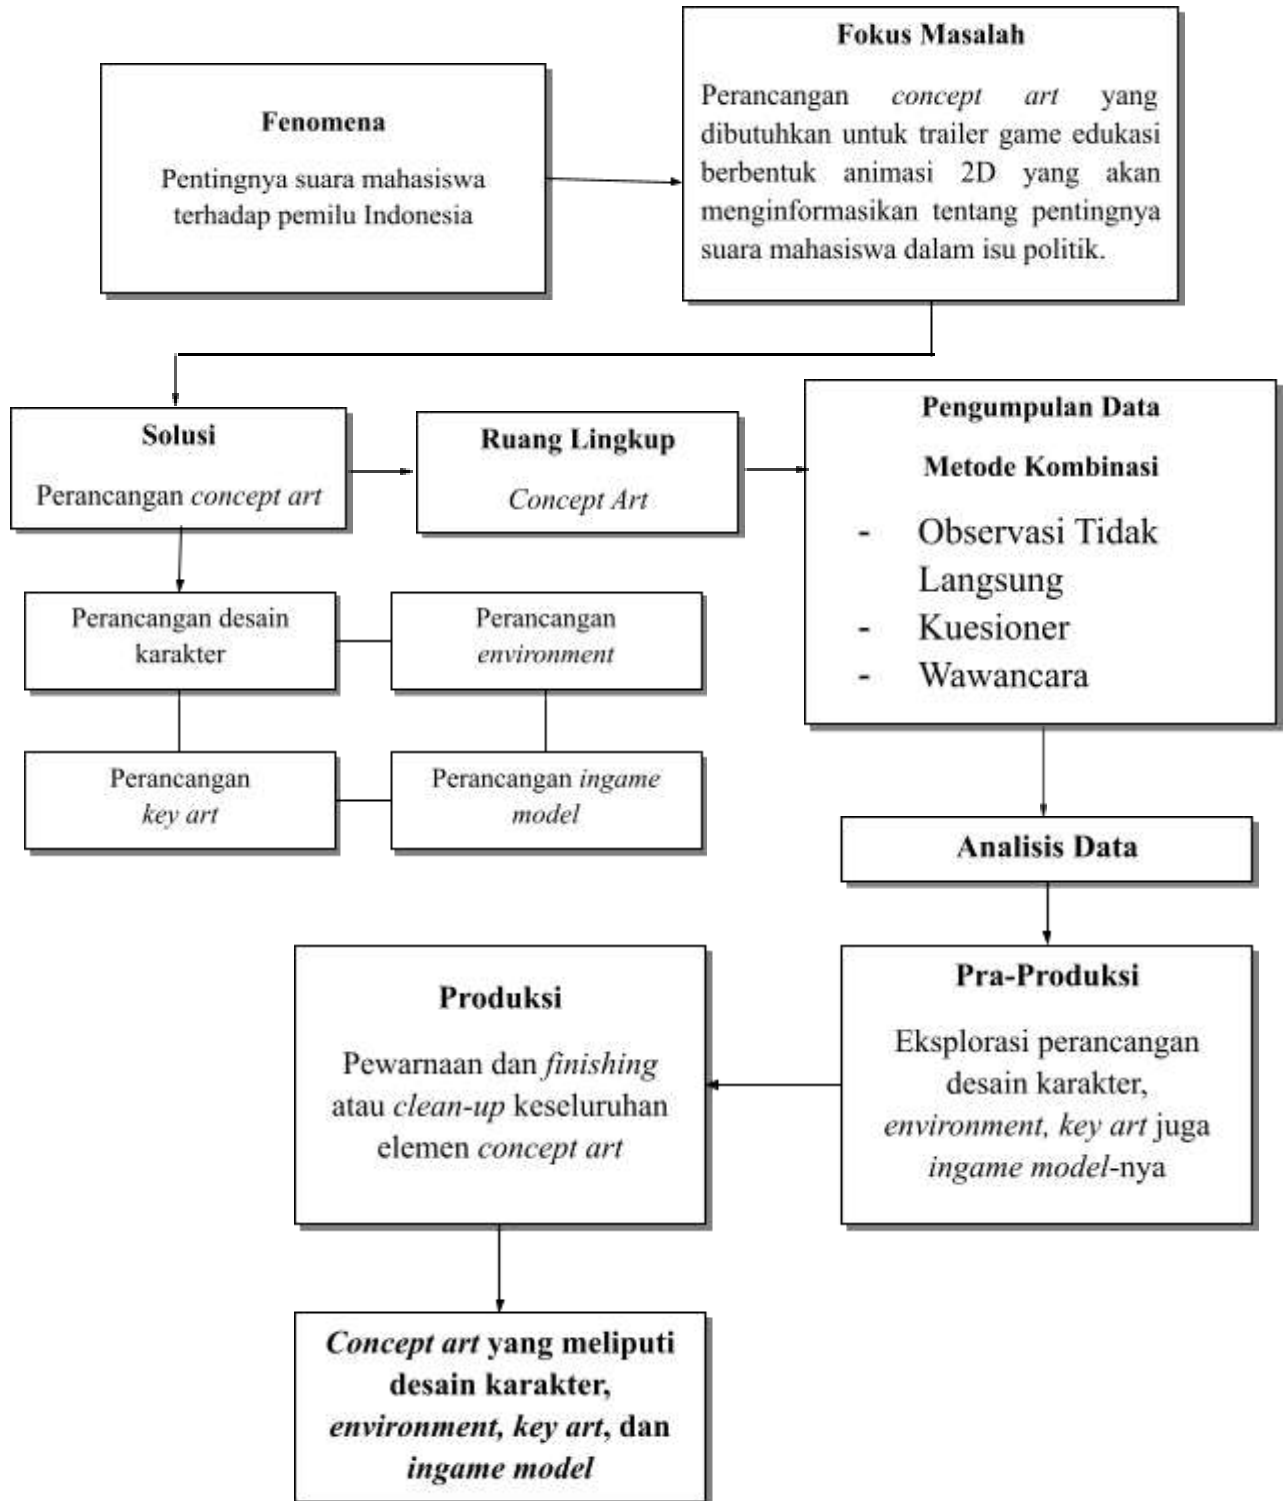 Fenomena
Pentingnya suara mahasiswa
terhadap pemilu Indonesia
Fokus Masalah
Perancangan concept art yang
dibutuhkan untuk trailer game edukasi
berbentuk animasi 2D yang akan
menginformasikan tentang pentingnya
suara mahasiswa dalam isu politik.
Solusi
Perancangan concept art
Ruang Lingkup
Concept Art
Pengumpulan Data
Metode Kombinasi
- Observasi Tidak
Langsung
- Kuesioner
- Wawancara
Perancangan desain
karakter
Perancangan
environment
Perancangan
key art
Perancangan ingame
model
Analisis Data
Pra-Produksi
Eksplorasi perancangan
desain karakter,
environment, key art juga
ingame model-nya
Produksi
Pewarnaan dan finishing
atau clean-up keseluruhan
elemen concept art
Concept art yang meliputi
desain karakter,
environment, key art, dan
ingame model